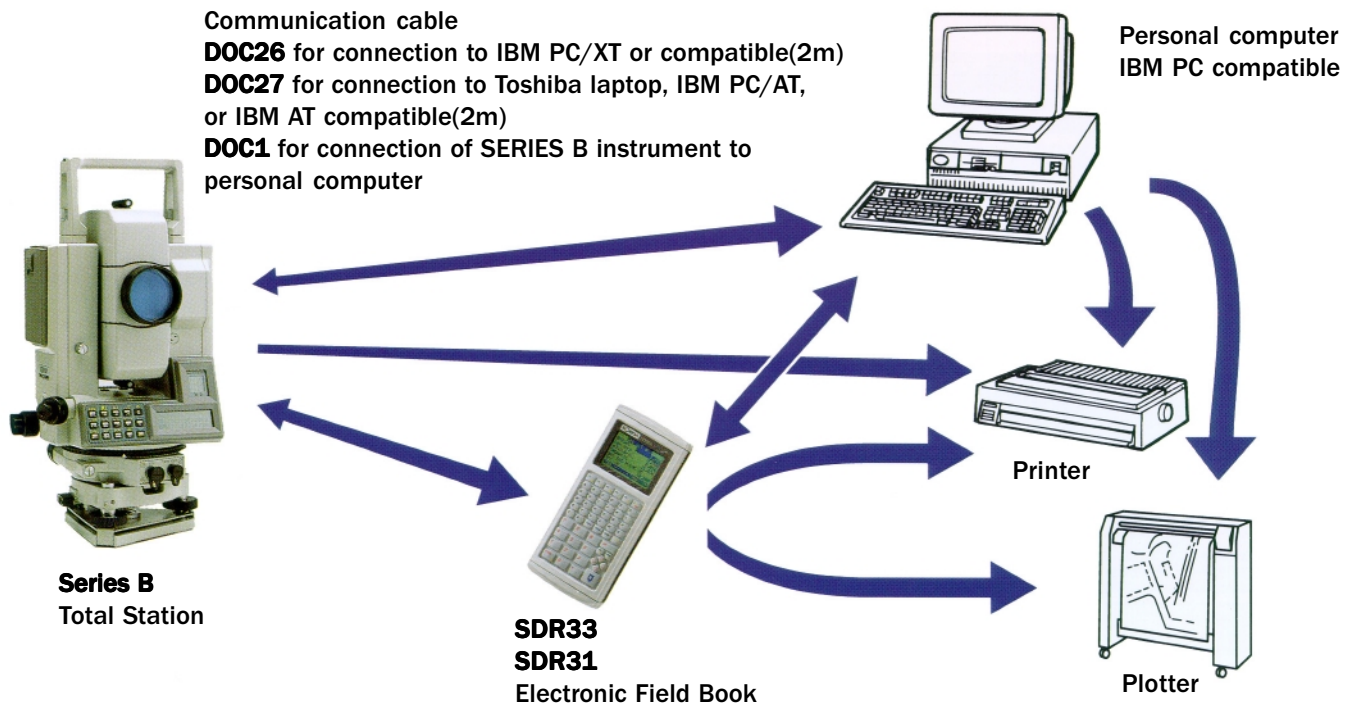 Communication cable
DOC26 for connection to IBM PC/XT or compatible(2m)
DOC27 for connection to Toshiba laptop, IBM PC/AT,
or IBM AT compatible(2m)
DOC1 for connection of SERIES B instrument to
personal computer
Personal computer
IBM PC compatible
Printer
Series B
Total Station
SDR33
SDR31
Electronic Field Book
Plotter